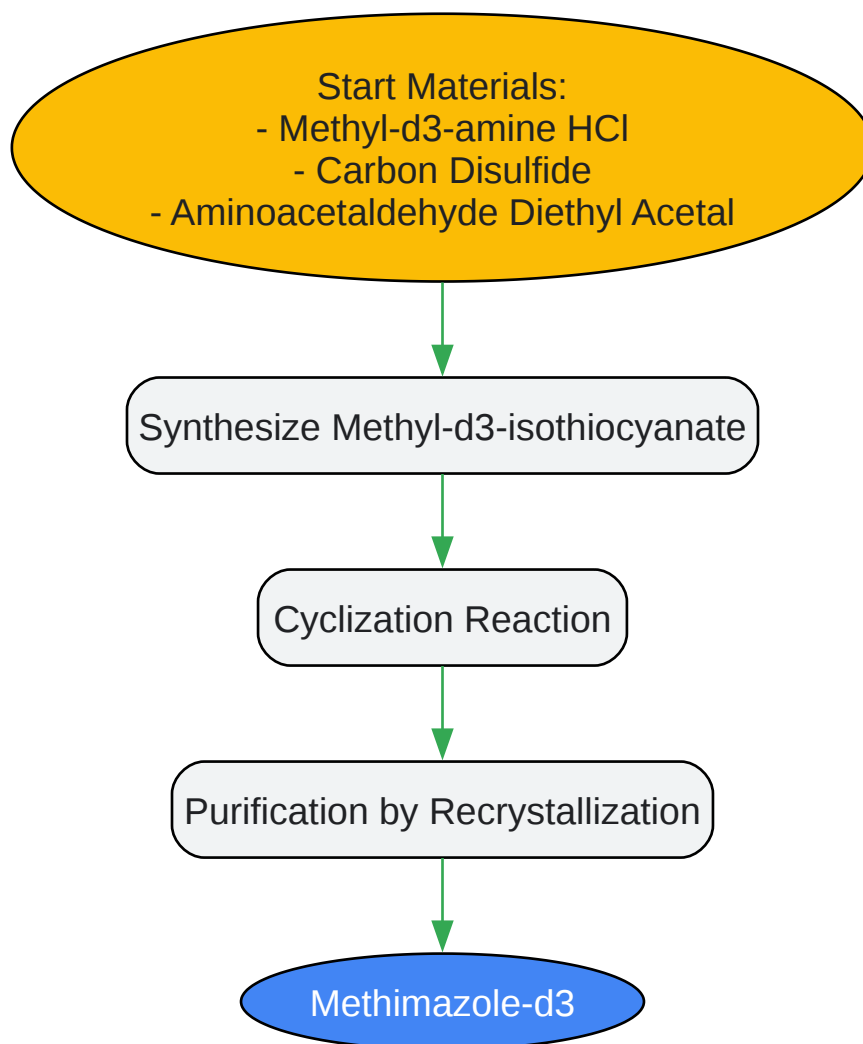 Start Materials:
- Methyl-d3-amine HCl
- Carbon Disulfide
- Aminoacetaldehyde Diethyl Acetal
Synthesize Methyl-d3-isothiocyanate
Cyclization Reaction
Purification by Recrystallization
Methimazole-d3